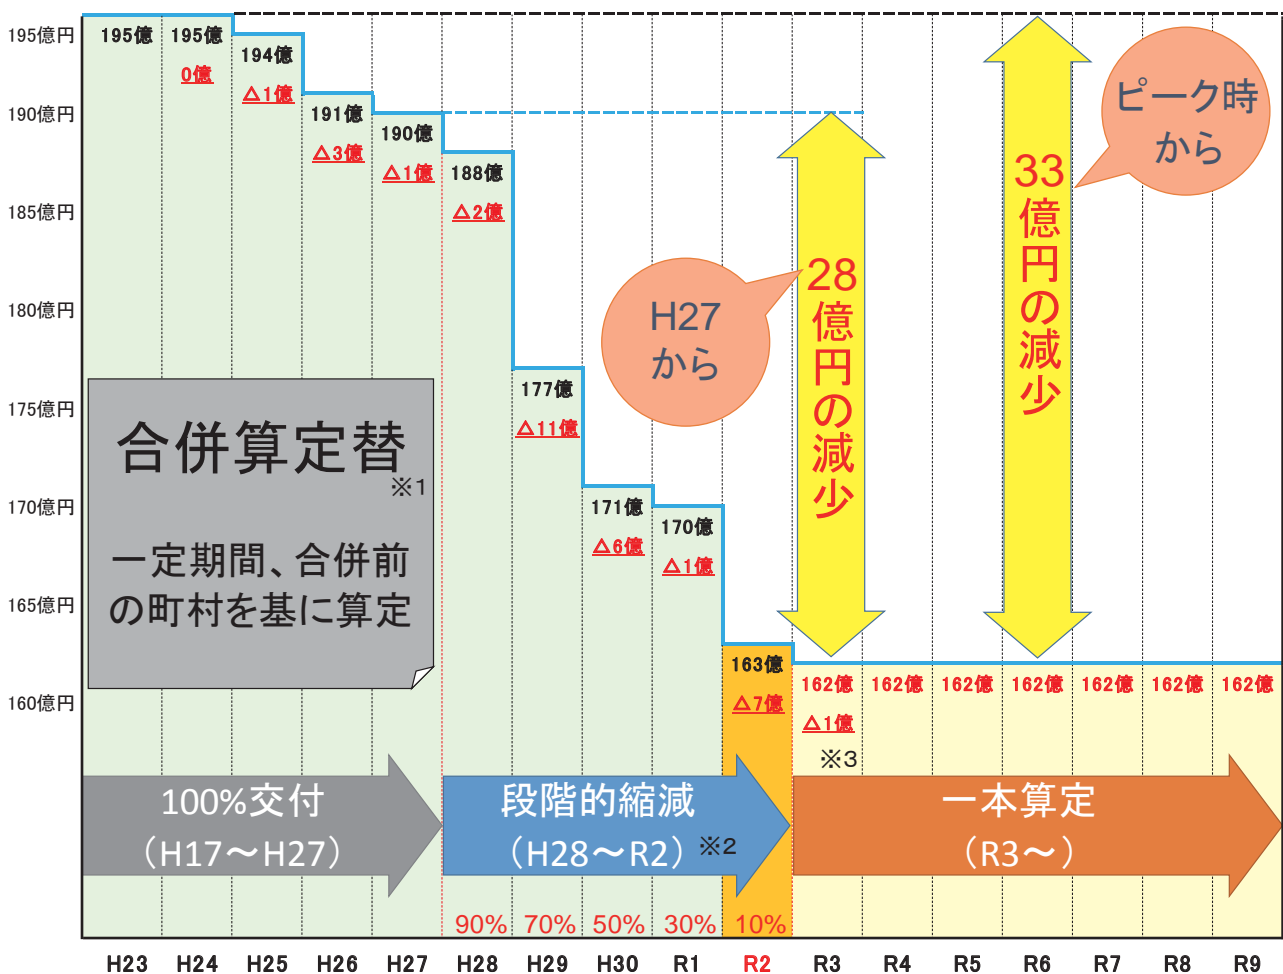 195億円
190億円
185億円
180億円
175億円
170億円
165億円
160億円
195億
195億
0億
194億
△1億
191億
△3億
190億
△1億
188億
△2億
177億
△11億
171億
△6億
170億
△1億
163億
△7億
162億
△1億
※3
162億
162億
162億
162億
162億
162億
ピーク時
から
33億円の減少
H27
から
28億円の減少
合併算定替
※1
一定期間、合併前
の町村を基に算定
100%交付
（H17～H27）
段階的縮減
（H28～R2）※2
一本算定
（R3～）
90% 70% 50% 30% 10%
H23 H24 H25 H26 H27 H28 H29 H30 R1 R2 R3 R4 R5 R6 R7 R8 R9